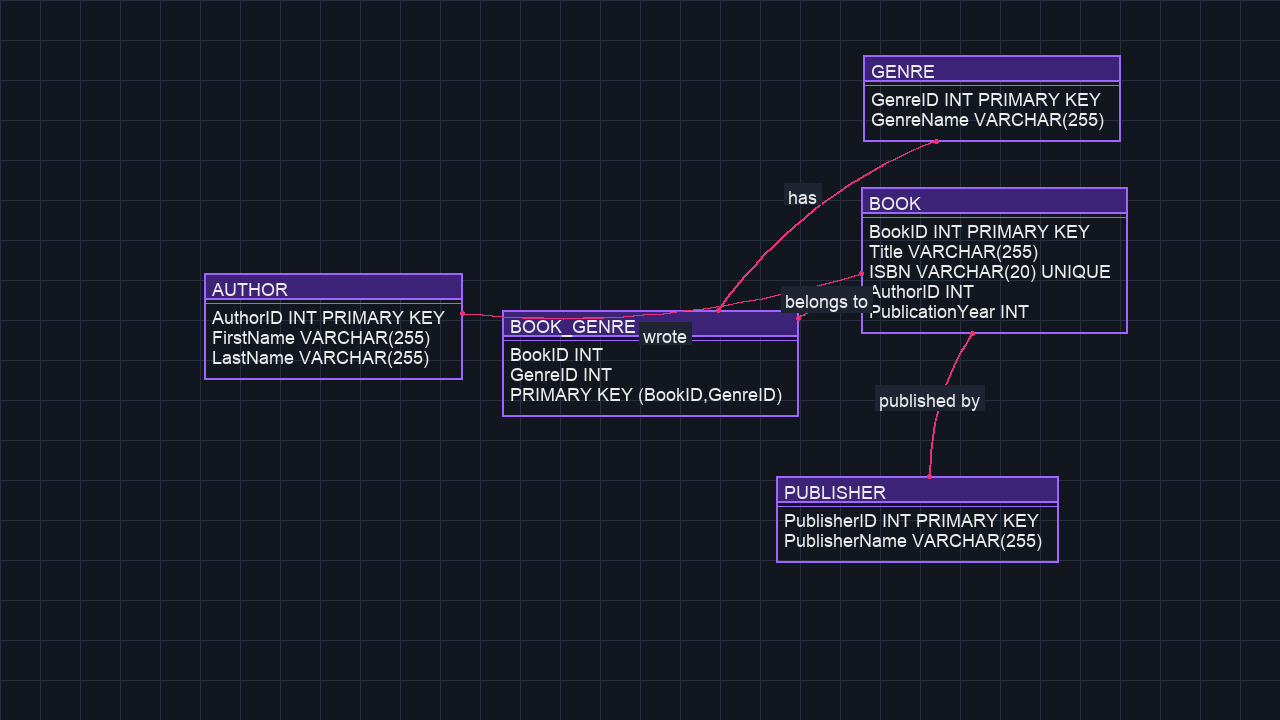 GENRE
GenreID INT PRIMARY KEY
GenreName VARCHAR(255)
has
BOOK
BookID INT PRIMARY KEY
Title VARCHAR(255)
ISBN VARCHAR(20) UNIQUE
AuthorID INT
PublicationYear INT
AUTHOR
AuthorID INT PRIMARY KEY
FirstName VARCHAR(255)
LastName VARCHAR(255)
belongs to
BOOK_GENRE
wrote
BookID INT
GenreID INT
PRIMARY KEY (BookID,GenreID)
published by
PUBLISHER
PublisherID INT PRIMARY KEY
PublisherName VARCHAR(255)